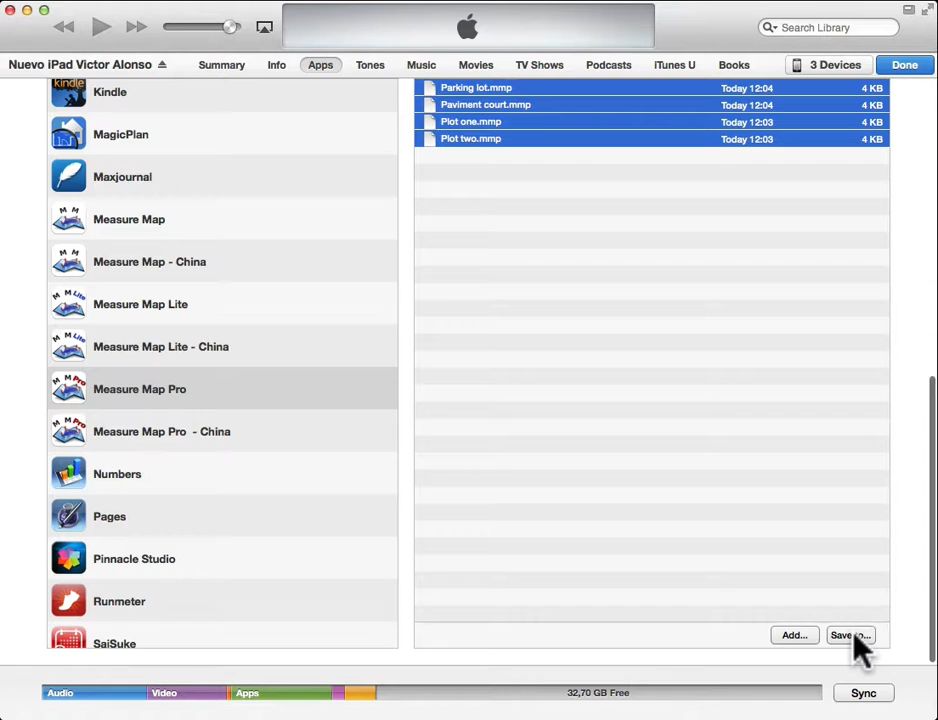 Search Library
Nuevo iPad Victor Alonso
Summary Info Apps Tones Music Movies TV Shows Podcasts iTunes U Books 3 Devices Done
Kindle
MagicPlan
Maxjournal
Measure Map
Measure Map - China
Measure Map Lite
Measure Map Lite - China
Measure Map Pro
Measure Map Pro - China
Numbers
Pages
Pinnacle Studio
Runmeter
SaiSuke
Parking lot.mmp Today 12:04 4 KB
Paviment court.mmp Today 12:04 4 KB
Plot one.mmp Today 12:03 4 KB
Plot two.mmp Today 12:03 4 KB
Add... Save to...
Audio Video Apps 32,70 GB Free Sync